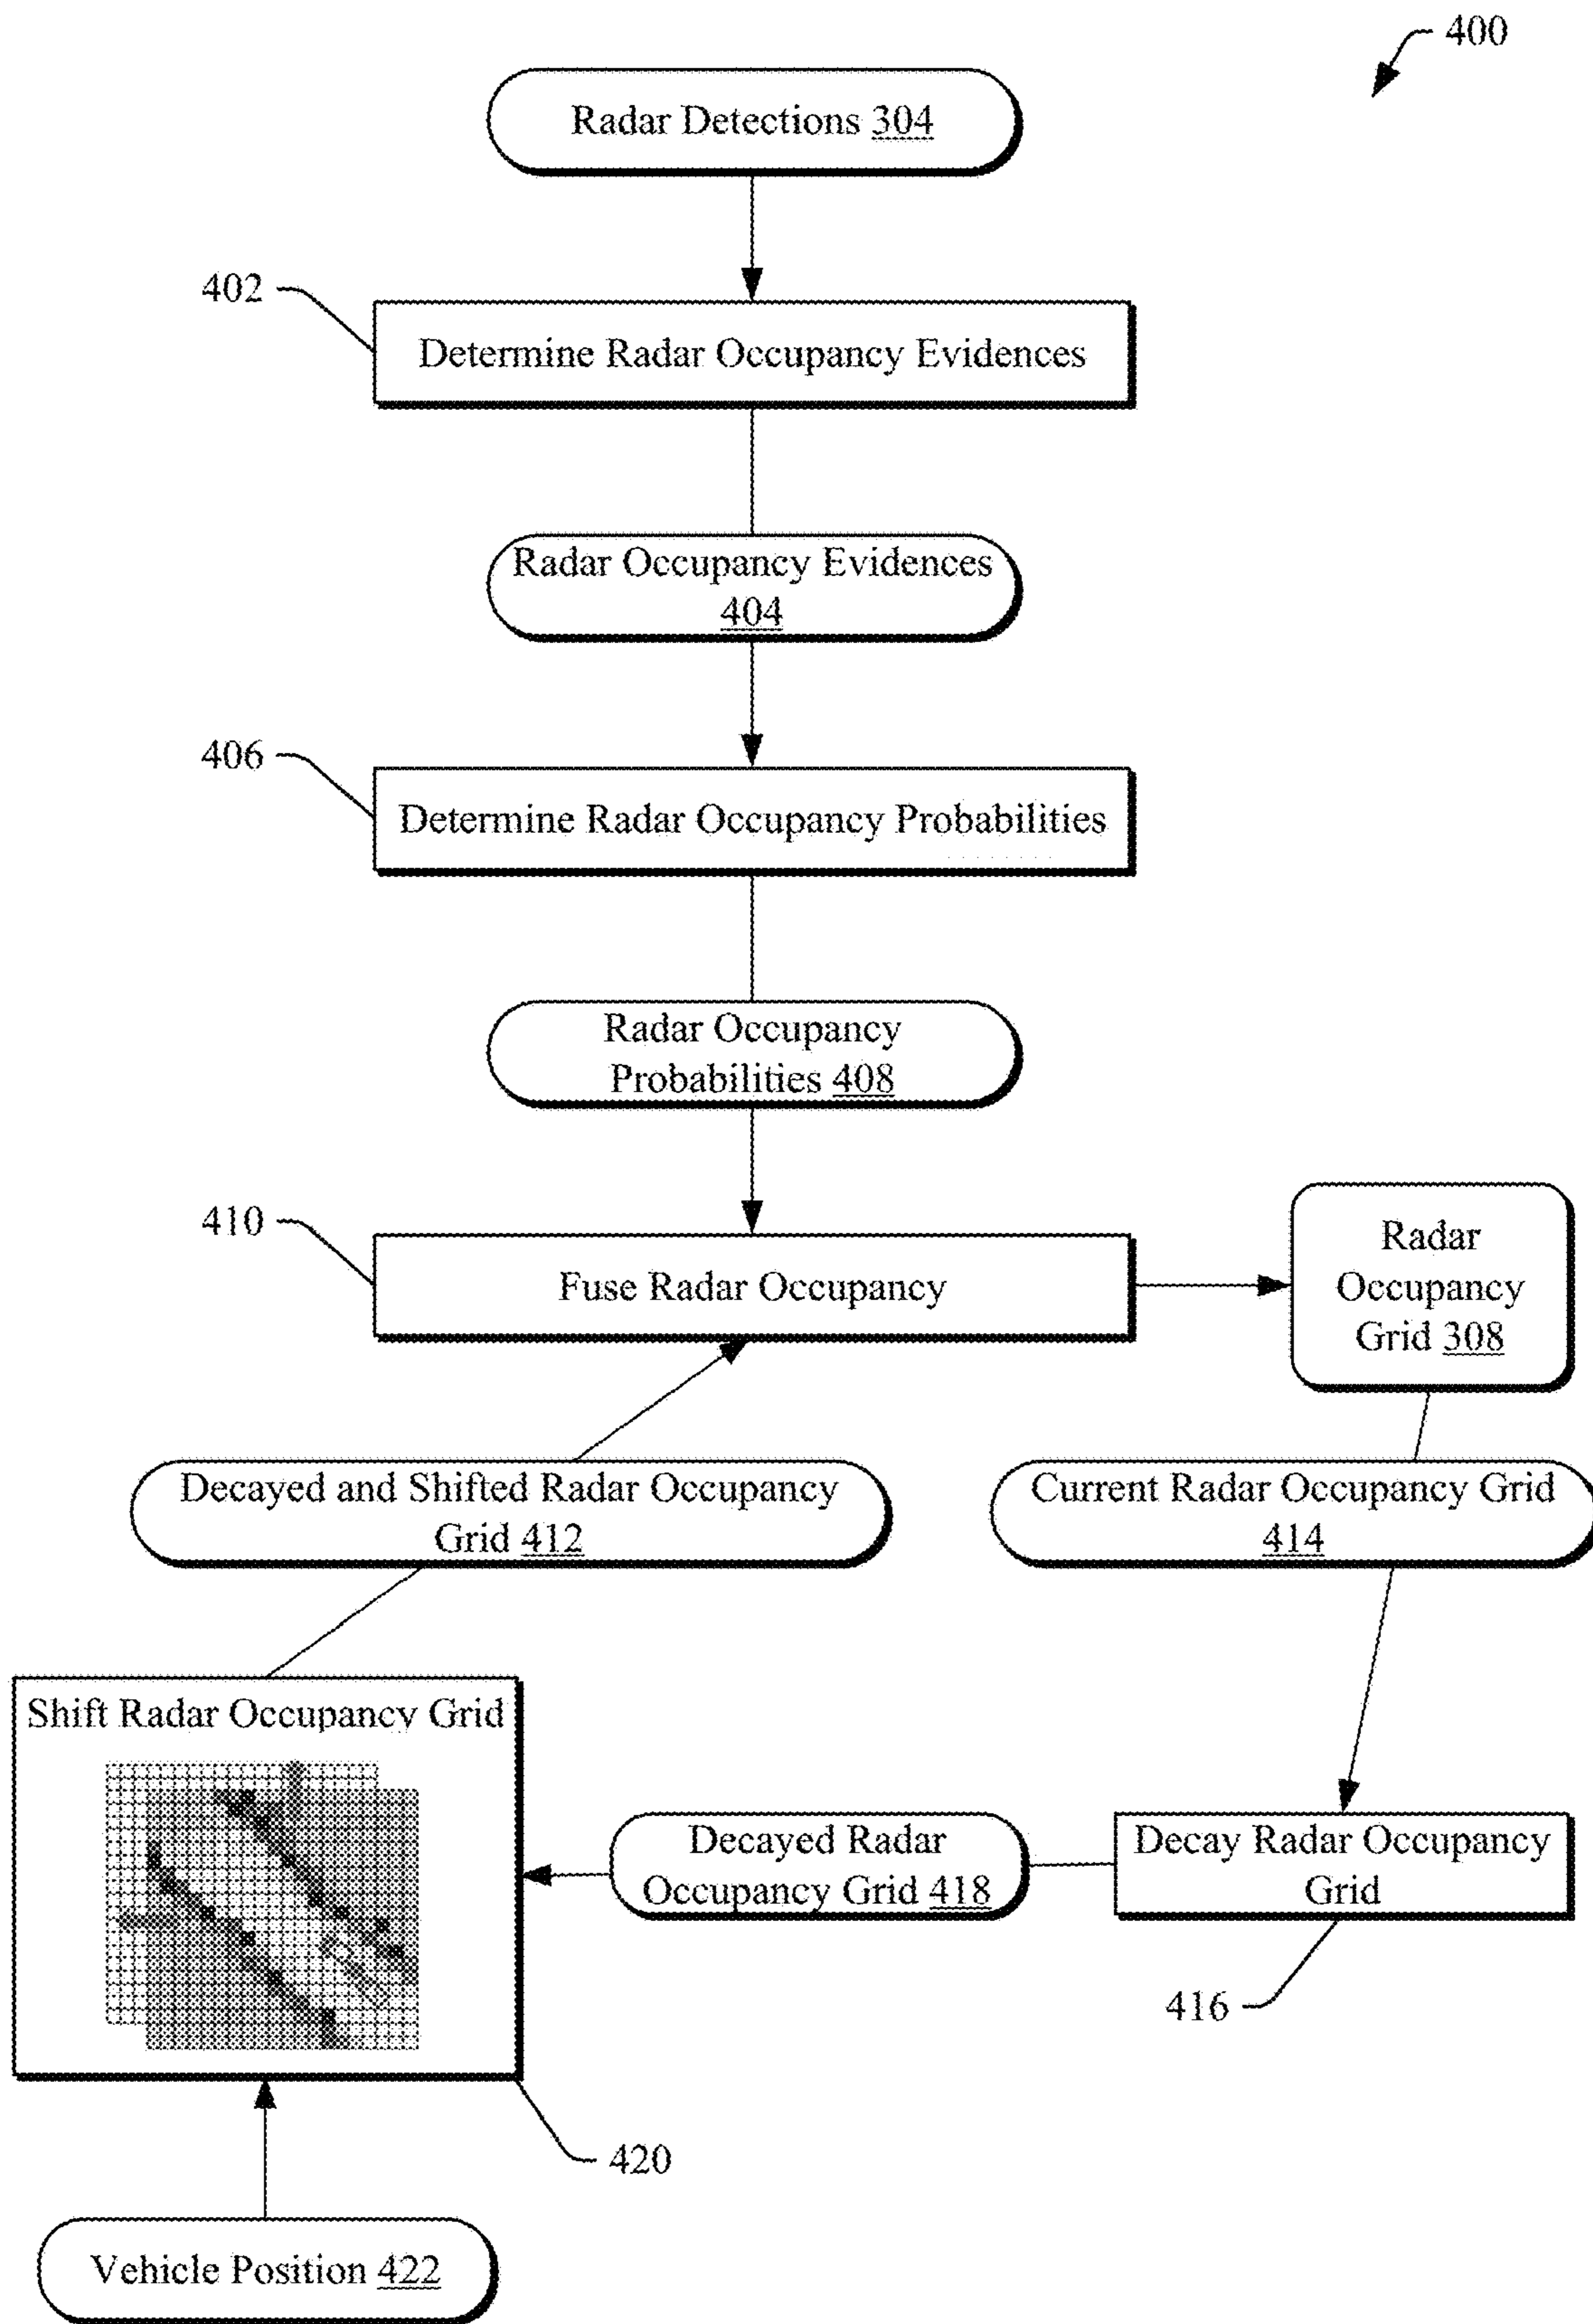 400
Radar Detections 304
402
Determine Radar Occupancy Evidences
Radar Occupancy Evidences
404
406
Determine Radar Occupancy Probabilities
Radar Occupancy
Probabilities 408
410
Fuse Radar Occupancy
Radar
Occupancy
Grid 308
Decayed and Shifted Radar Occupancy
Grid 412
Current Radar Occupancy Grid
414
Shift Radar Occupancy Grid
Decayed Radar
Occupancy Grid 418
Decay Radar Occupancy
Grid
416
420
Vehicle Position 422